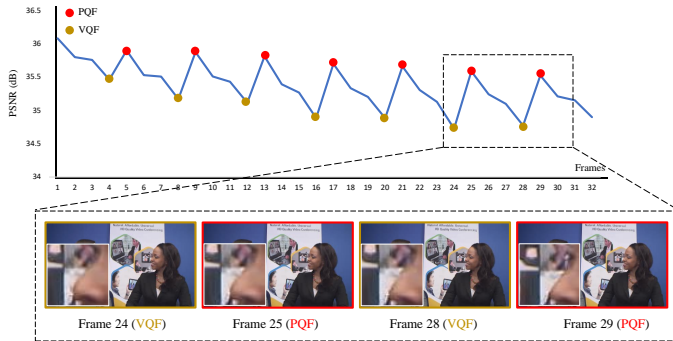 PQF
VQF
36.5
36
35.5
35
34.5
34
PSNR (dB)
Frames
1 2 3 4 5 6 7 8 9 10 11 12 13 14 15 16 17 18 19 20 21 22 23 24 25 26 27 28 29 30 31 32
Frame 24 (VQF)
Frame 25 (PQF)
Frame 28 (VQF)
Frame 29 (PQF)